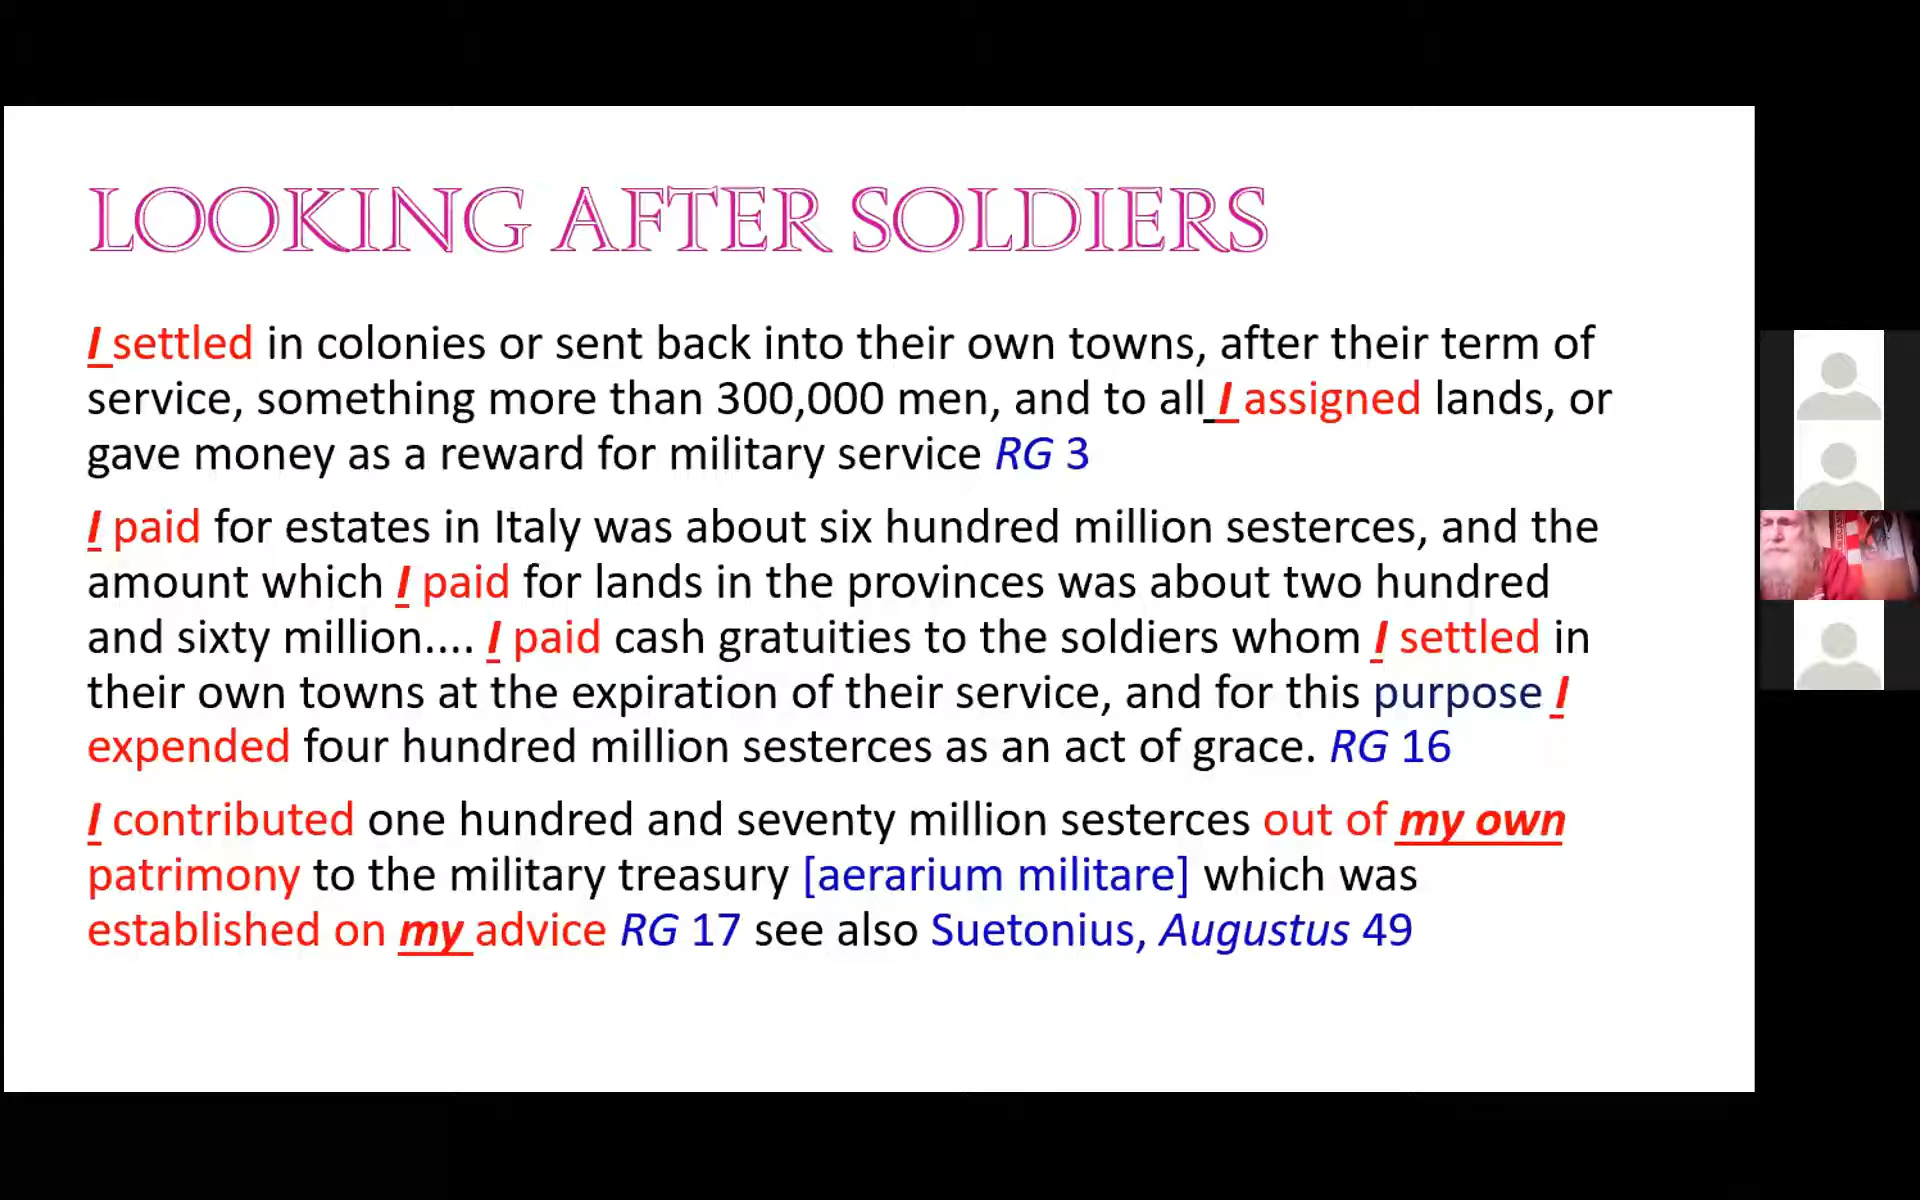 LOOKING AFTER SOLDIERS
I settled in colonies or sent back into their own towns, after their term of
service, something more than 300,000 men, and to all I assigned lands, or
gave money as a reward for military service RG 3
I paid for estates in Italy was about six hundred million sesterces, and the
amount which I paid for lands in the provinces was about two hundred
and sixty million.... I paid cash gratuities to the soldiers whom I settled in
their own towns at the expiration of their service, and for this purpose I
expended four hundred million sesterces as an act of grace. RG 16
I contributed one hundred and seventy million sesterces out of my own
patrimony to the military treasury [aerarium militare] which was
established on my advice RG 17 see also Suetonius, Augustus 49